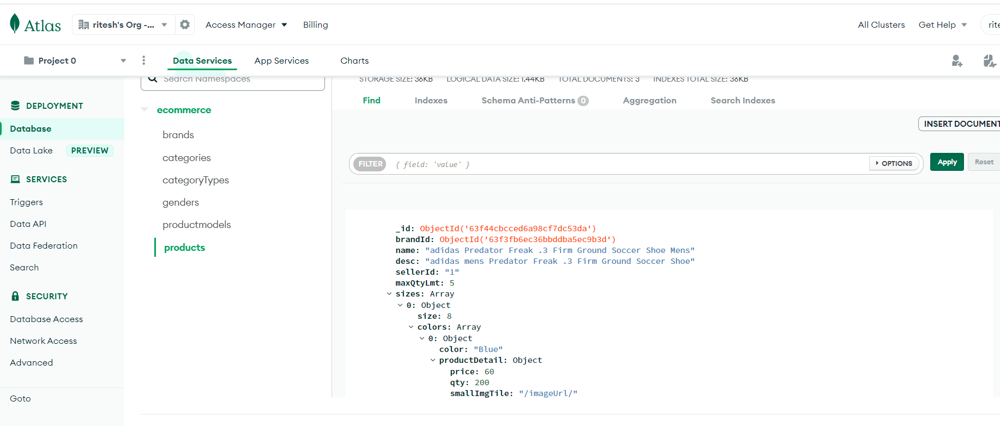 Atlas
ritesh's Org -...
Access Manager
Billing
All Clusters
Get Help
rite
Project 0
Data Services
App Services
Charts
DEPLOYMENT
Database
Data Lake PREVIEW
SERVICES
Triggers
Data API
Data Federation
Search
SECURITY
Database Access
Network Access
Advanced
Goto
Search Namespaces
ecommerce
brands
categories
categoryTypes
genders
productmodels
products
STORAGE SIZE: 36KB LOGICAL DATA SIZE: 1.44KB TOTAL DOCUMENTS: 3 INDEXES TOTAL SIZE: 36KB
Find Indexes Schema Anti-Patterns 0 Aggregation Search Indexes
INSERT DOCUMENT
FILTER { field: 'value' } OPTIONS Apply Reset
_id: ObjectId('63f44cbcced6a98cf7dc53da')
brandId: ObjectId('63f3fb6ec36bbddba5ec9b3d')
name: "adidas Predator Freak .3 Firm Ground Soccer Shoe Mens"
desc: "adidas mens Predator Freak .3 Firm Ground Soccer Shoe"
sellerId: "1"
maxQtyLmt: 5
sizes: Array
0: Object
size: 8
colors: Array
0: Object
color: "Blue"
productDetail: Object
price: 60
qty: 200
smallImgTile: "/imageUrl/"